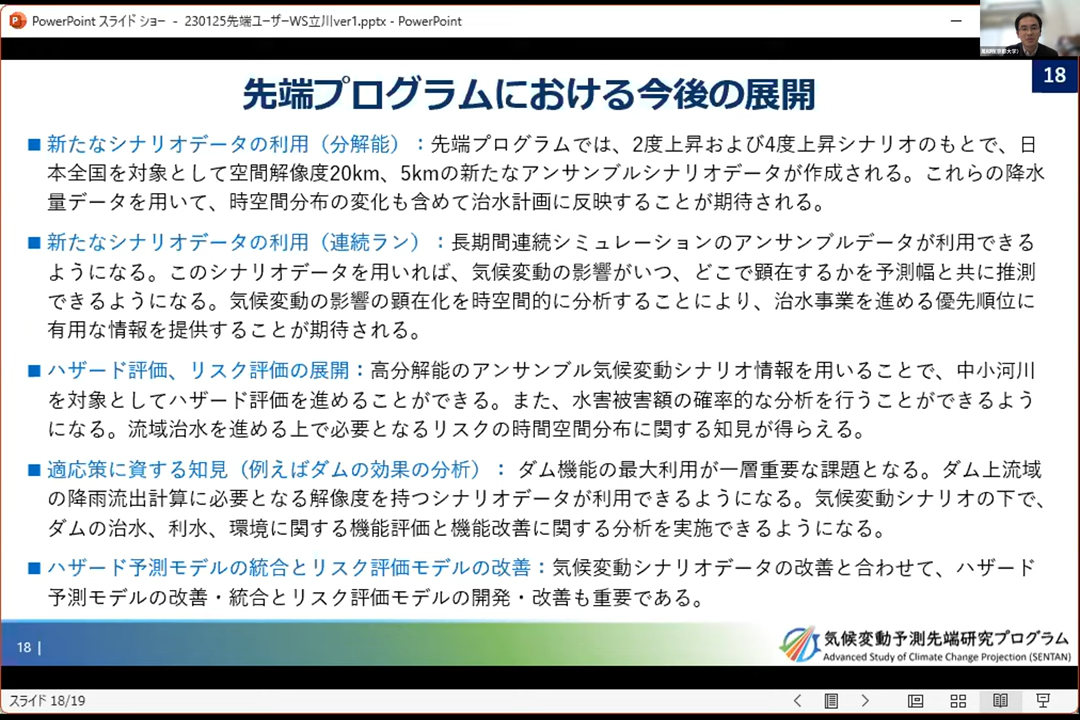 PowerPoint スライド ショー - 230125先端ユーザーWS立川ver1.pptx - PowerPoint
18
先端プログラムにおける今後の展開
■ 新たなシナリオデータの利用（分解能）：先端プログラムでは、2度上昇および4度上昇シナリオのもとで、日
本全国を対象として空間解像度20km、5kmの新たなアンサンブルシナリオデータが作成される。これらの降水
量データを用いて、時空間分布の変化も含めて治水計画に反映することが期待される。
■ 新たなシナリオデータの利用（連続ラン）：長期間連続シミュレーションのアンサンブルデータが利用できる
ようになる。このシナリオデータを用いれば、気候変動の影響がいつ、どこで顕在するかを予測幅と共に推測
できるようになる。気候変動の影響の顕在化を時空間的に分析することにより、治水事業を進める優先順位に
有用な情報を提供することが期待される。
■ ハザード評価、リスク評価の展開：高分解能のアンサンブル気候変動シナリオ情報を用いることで、中小河川
を対象としてハザード評価を進めることができる。また、水害被害額の確率的な分析を行うことができるよう
になる。流域治水を進める上で必要となるリスクの時間空間分布に関する知見が得らえる。
■ 適応策に資する知見（例えばダムの効果の分析）： ダム機能の最大利用が一層重要な課題となる。ダム上流域
の降雨流出計算に必要となる解像度を持つシナリオデータが利用できるようになる。気候変動シナリオの下で、
ダムの治水、利水、環境に関する機能評価と機能改善に関する分析を実施できるようになる。
■ ハザード予測モデルの統合とリスク評価モデルの改善：気候変動シナリオデータの改善と合わせて、ハザード
予測モデルの改善・統合とリスク評価モデルの開発・改善も重要である。
18 |
気候変動予測先端研究プログラム
Advanced Study of Climate Change Projection (SENTAN)
スライド 18/19